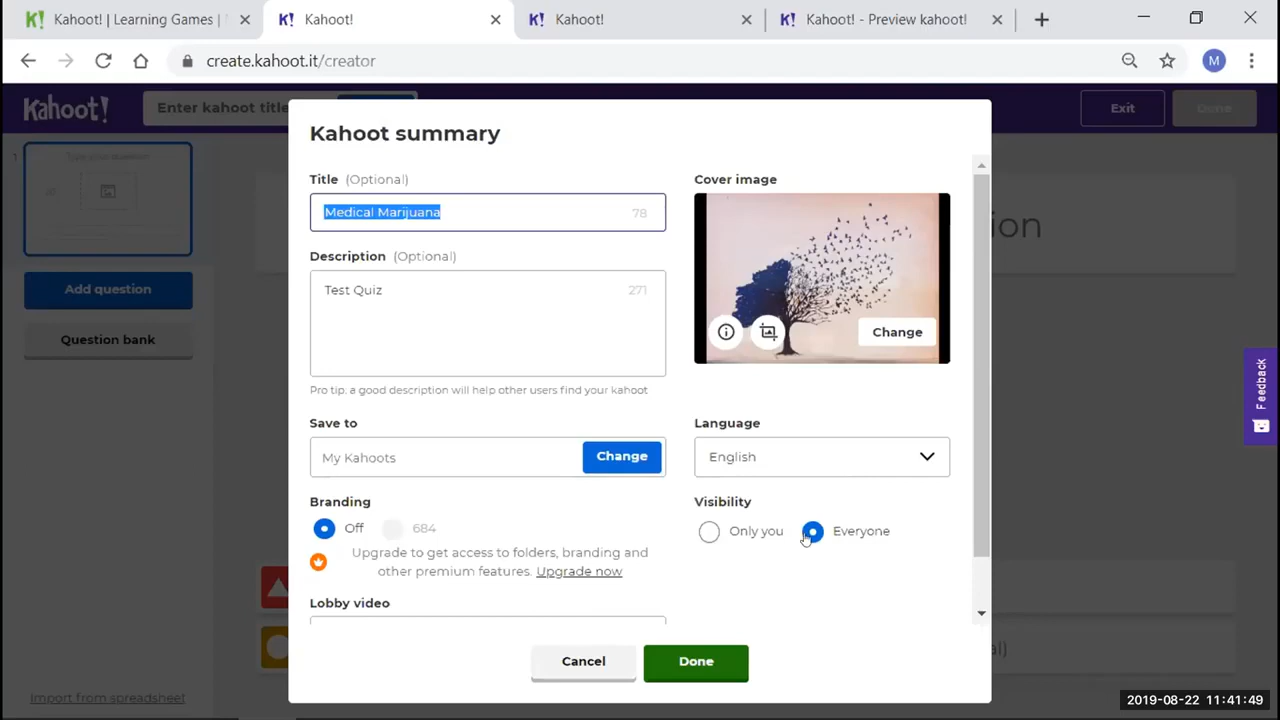 Kahoot! | Learning Games |
Kahoot!
Kahoot!
Kahoot! - Preview kahoot!
create.kahoot.it/creator
M
Kahoot!
Enter kahoot title
Exit
Done
Kahoot summary
1
Type your question
Title (Optional)
Medical Marijuana 78
Cover image
Description (Optional)
Test Quiz 271
Change
Add question
Question bank
Pro tip: a good description will help other users find your kahoot
Feedback
Save to
My Kahoots Change
Language
English
Branding
Off 684
Upgrade to get access to folders, branding and
other premium features. Upgrade now
Visibility
Only you Everyone
Lobby video
Cancel Done
Import from spreadsheet
2019-08-22 11:41:49